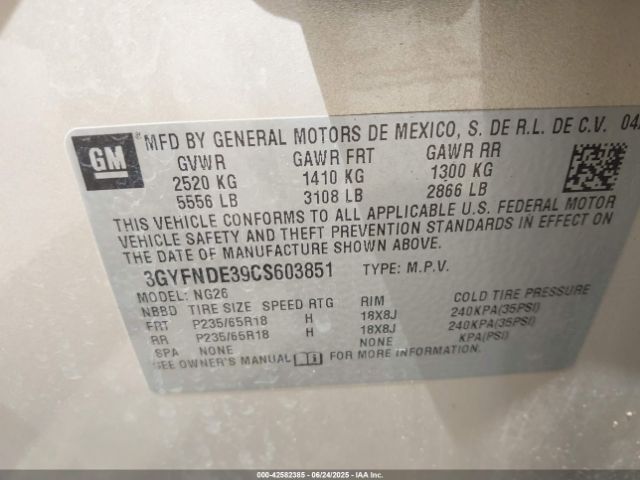 GM
®
MFD BY GENERAL MOTORS DE MEXICO, S. DE R.L. DE C.V. 04
GVWR GAWR FRT GAWR RR
2520 KG 1410 KG 1300 KG
5556 LB 3108 LB 2866 LB
THIS VEHICLE CONFORMS TO ALL APPLICABLE U.S. FEDERAL MOTOR
VEHICLE SAFETY AND THEFT PREVENTION STANDARDS IN EFFECT ON
THE DATE OF MANUFACTURE SHOWN ABOVE.
3GYFNDE39CS603851 TYPE: M.P.V.
MODEL: NG26
NBBD TIRE SIZE SPEED RTG RIM COLD TIRE PRESSURE
FRT P235/65R18 H 18X8J 240KPA(35PSI)
RR P235/65R18 H 18X8J 240KPA(35PSI)
SPA NONE NONE KPA(PSI)
SEE OWNER'S MANUAL FOR MORE INFORMATION.
000-42582385 - 06/24/2025 - IAAI.COM